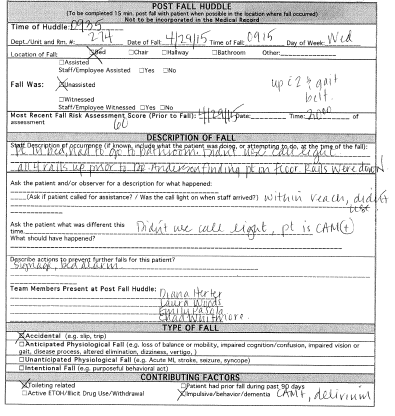 POST FALL HUDDLE
(To be completed 15 min. post fall with patient when possible in the location where fall occurred)
Not to be incorporated in the Medical Record
Time of Huddle: 0935
Dept./Unit and Rm. #: 274 Date of Fall: 4/29/15 Time of Fall: 0915 Day of Week: Wed
Location of Fall: ☒Bed ☐Chair ☐Hallway ☐Bathroom Other:
☐Assisted
Staff/Employee Assisted ☐Yes ☐No
Fall Was: ☒Unassisted up c̄ 2 + gait belt.
☐Witnessed
Staff/Employee Witnessed ☐Yes ☐No
Most Recent Fall Risk Assessment Score (Prior to Fall): 4/29/15 Date: Time: of
assessment 60
DESCRIPTION OF FALL
Staff Description of occurrence (if known, include what the patient was doing, or attempting to do, at the time of the fall):
pt in bed, had to go to bathroom. Didn't use call light
all 4 rails up prior to finding pt on floor. Rails were down
Ask the patient and/or observer for a description for what happened:
(Ask if patient called for assistance? / Was the call light on when staff arrived?) within reach, didn't use
Ask the patient what was different this
time Didn't use call light, pt is CAM(+)
What should have happened?
Describe actions to prevent further falls for this patient?
signage, bed alarm
Team Members Present at Post Fall Huddle:
Diana Herter
Laura Woods
Emily
Chad Whitmore
TYPE OF FALL
☒Accidental (e.g. slip, trip)
☐Anticipated Physiological Fall (e.g. loss of balance or mobility, impaired cognition/confusion, impaired vision or
gait, disease process, altered elimination, dizziness, vertigo, )
☐Unanticipated Physiological Fall (e.g. Acute MI, stroke, seizure, syncope)
☐Intentional Fall (e.g. purposeful behavioral act)
CONTRIBUTING FACTORS
☒Toileting related ☐Patient had prior fall during past 90 days
☐Active ETOH/Illicit Drug Use/Withdrawal ☒Impulsive/behavior/dementia CAM+, delirium